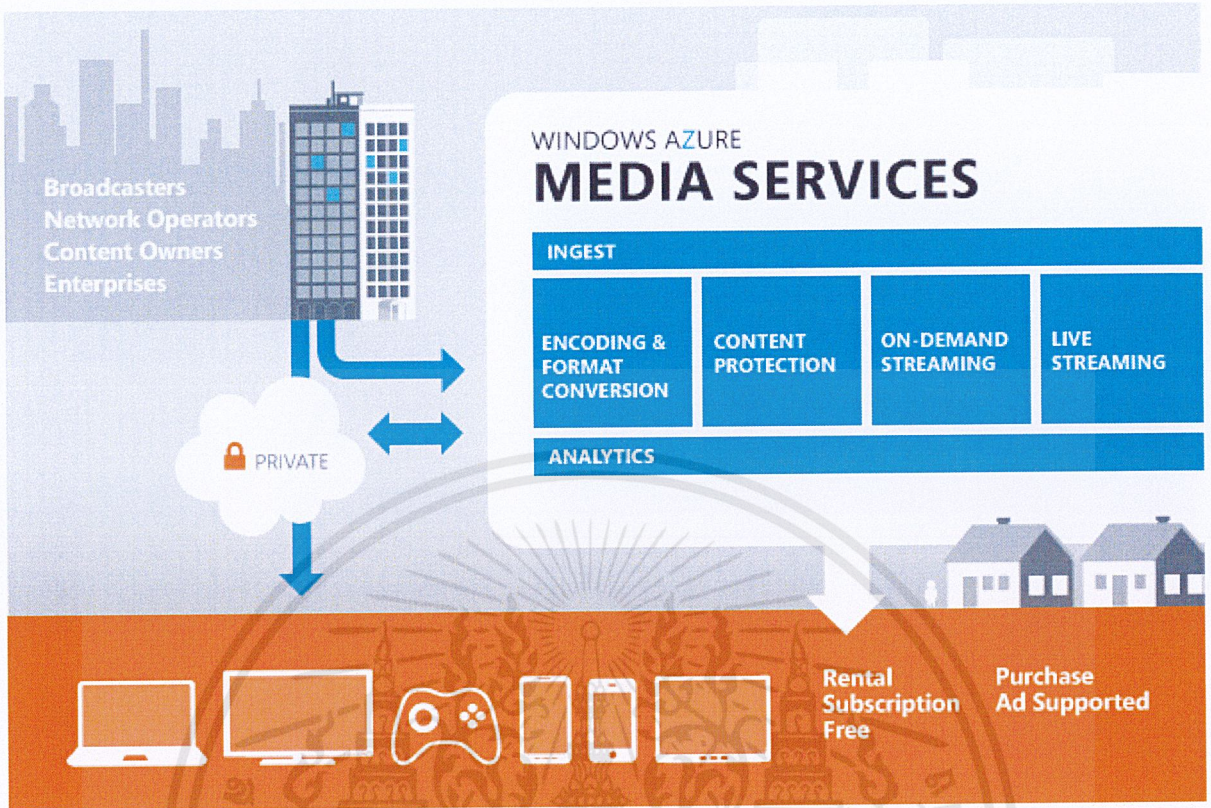 Broadcasters
Network Operators
Content Owners
Enterprises
WINDOWS AZURE
MEDIA SERVICES
INGEST
ENCODING &
FORMAT
CONVERSION
CONTENT
PROTECTION
ON-DEMAND
STREAMING
LIVE
STREAMING
ANALYTICS
PRIVATE
Rental
Subscription
Free
Purchase
Ad Supported